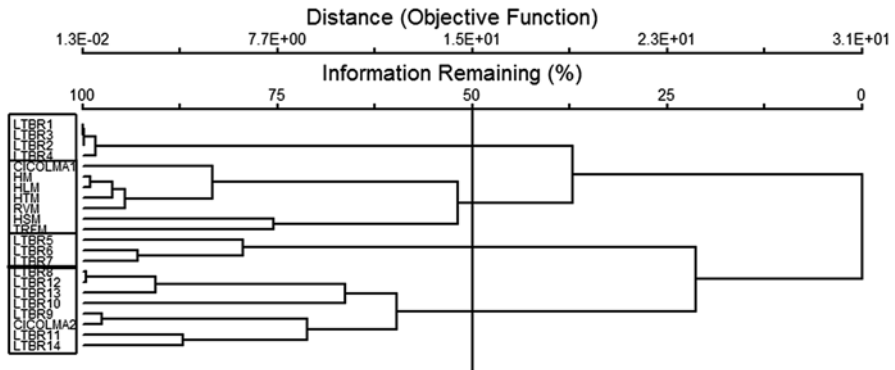 Distance (Objective Function)
1.3E-02 7.7E+00 1.5E+01 2.3E+01 3.1E+01
Information Remaining (%)
100 75 50 25 0
LTBR1
LTBR3
LTBR2
LTBR4
CICOLMA1
HM
HLM
HTM
RVM
HSM
TRFM
LTBR5
LTBR6
LTBR7
LTBR8
LTBR12
LTBR13
LTBR10
LTBR9
CICOLMA2
LTBR11
LTBR14